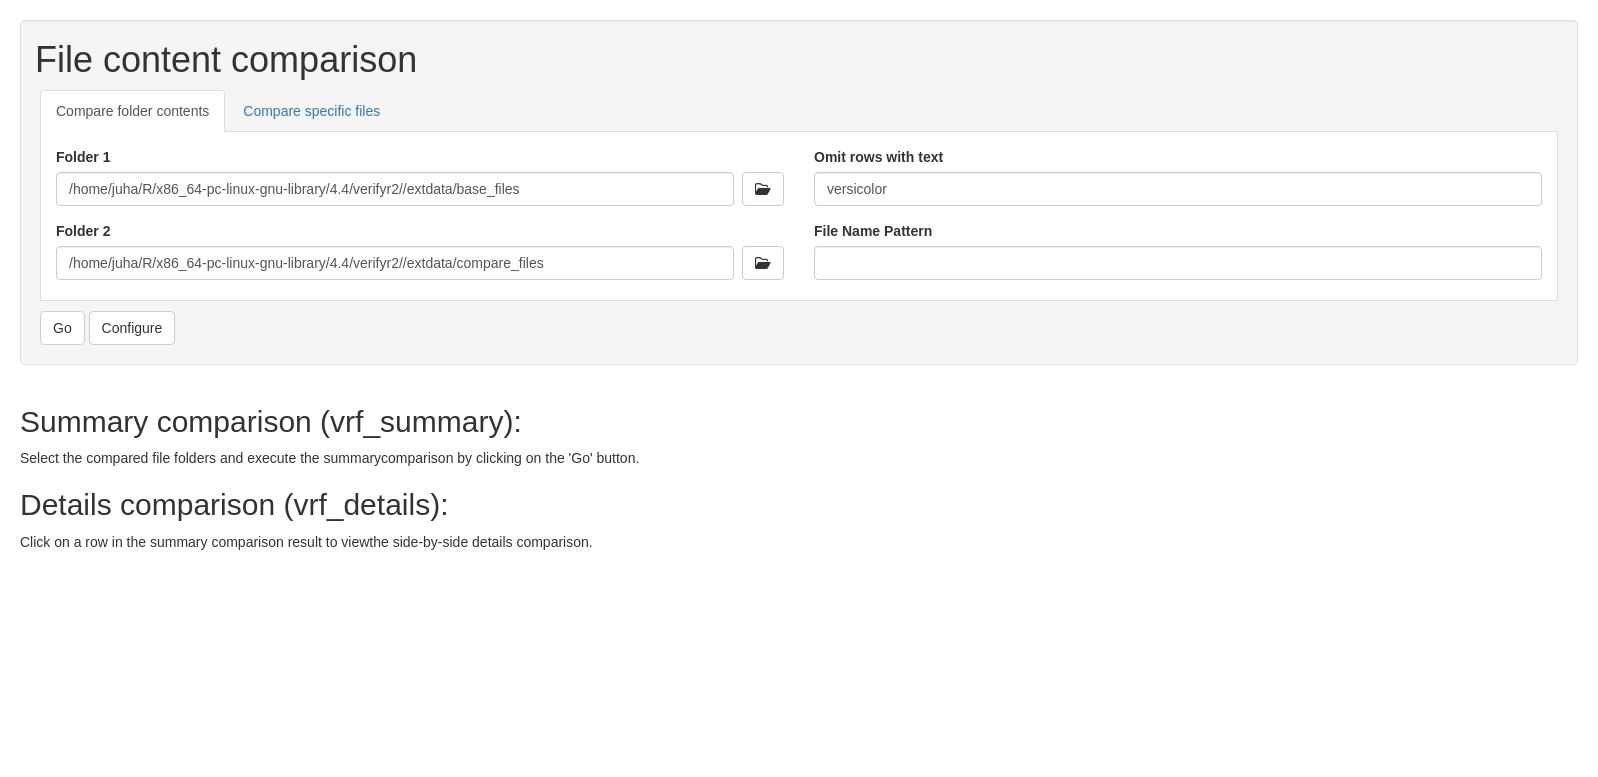 File content comparison
Compare folder contents
Compare specific files
Folder 1
/home/juha/R/x86_64-pc-linux-gnu-library/4.4/verifyr2//extdata/base_files
Omit rows with text
versicolor
Folder 2
/home/juha/R/x86_64-pc-linux-gnu-library/4.4/verifyr2//extdata/compare_files
File Name Pattern
Go
Configure
Summary comparison (vrf_summary):
Select the compared file folders and execute the summarycomparison by clicking on the 'Go' button.
Details comparison (vrf_details):
Click on a row in the summary comparison result to viewthe side-by-side details comparison.